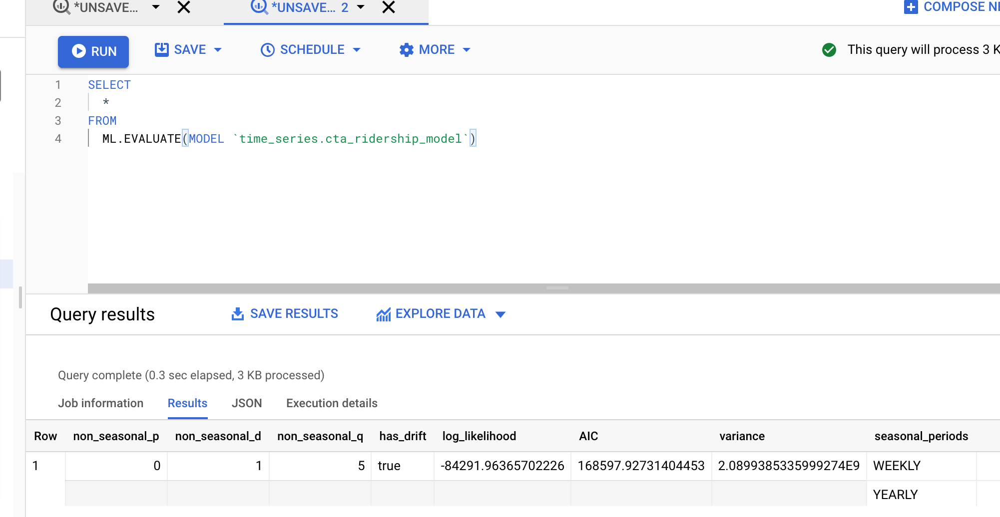 *UNSAVE... *UNSAVE... 2 COMPOSE
RUN SAVE SCHEDULE MORE This query will process 3
1 SELECT
2 *
3 FROM
4 ML.EVALUATE(MODEL `time_series.cta_ridership_model`)
Query results SAVE RESULTS EXPLORE DATA
Query complete (0.3 sec elapsed, 3 KB processed)
Job information Results JSON Execution details
Row non_seasonal_p non_seasonal_d non_seasonal_q has_drift log_likelihood AIC variance seasonal_periods
1 0 1 5 true -84291.96365702226 168597.92731404453 2.0899385335999274E9 WEEKLY
YEARLY